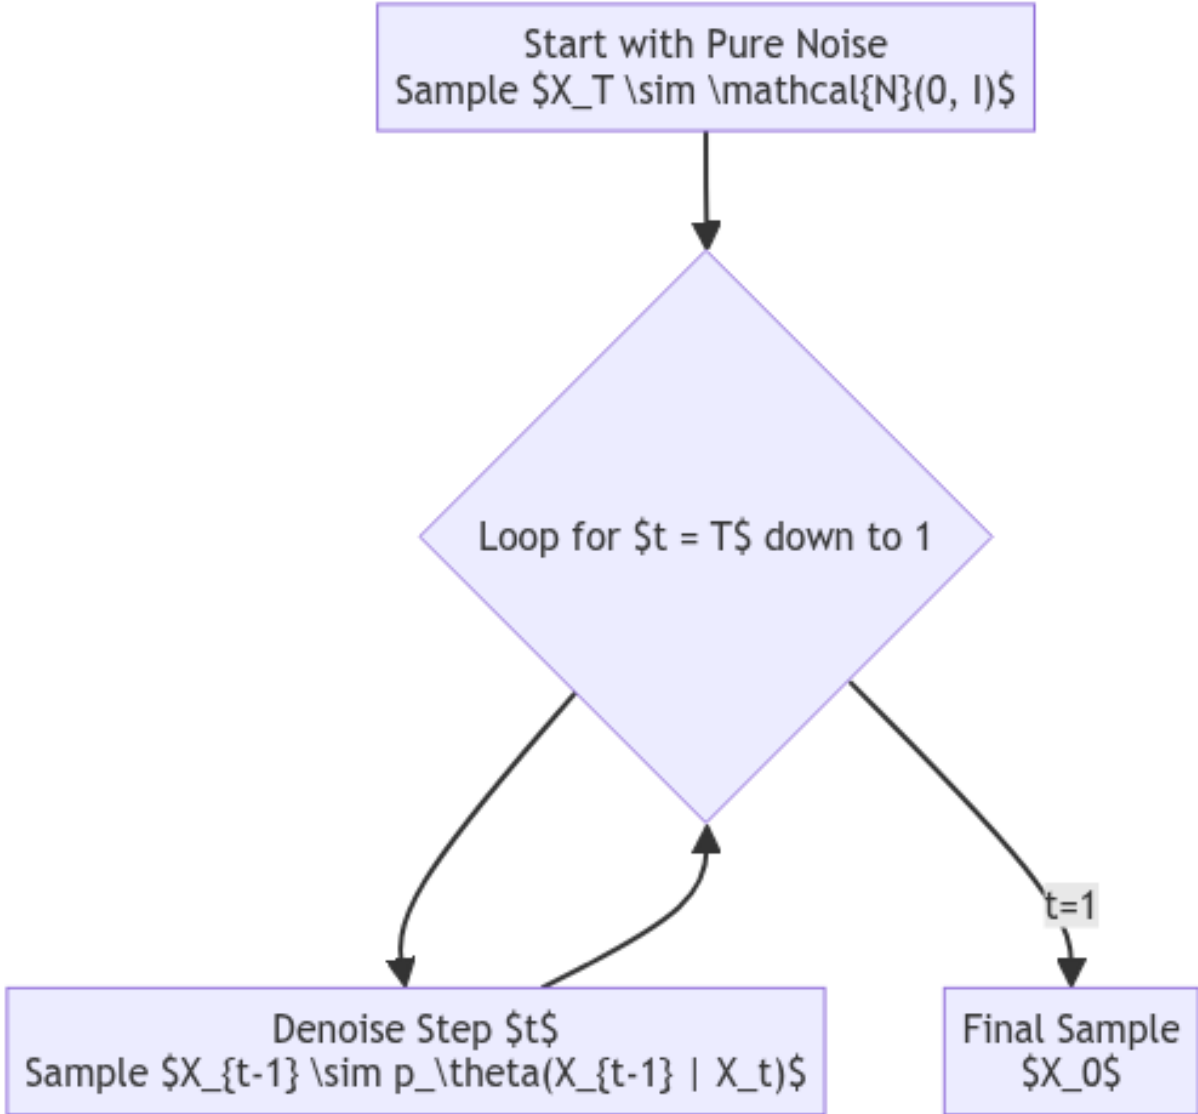 Start with Pure Noise
Sample $X_T \sim \mathcal{N}(0, I)$
Loop for $t = T$ down to 1
t=1
Denoise Step $t$
Sample $X_{t-1} \sim p_\theta(X_{t-1} | X_t)$
Final Sample
$X_0$